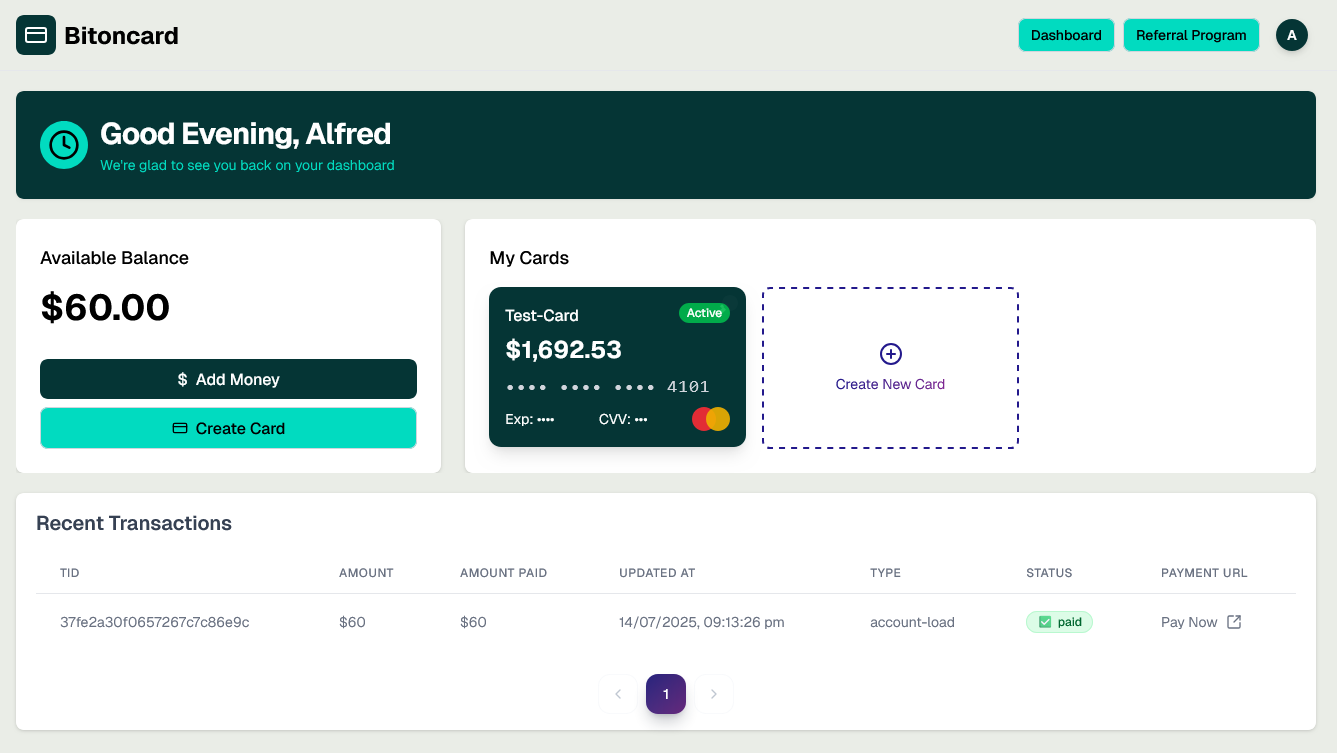 Bitoncard
Dashboard
Referral Program
A
Good Evening, Alfred
We're glad to see you back on your dashboard
Available Balance
$60.00
$ Add Money
Create Card
My Cards
Test-Card
Active
$1,692.53
•••• •••• •••• 4101
Exp: ••••
CVV: •••
Create New Card
Recent Transactions
TID AMOUNT AMOUNT PAID UPDATED AT TYPE STATUS PAYMENT URL
37fe2a30f0657267c7c86e9c $60 $60 14/07/2025, 09:13:26 pm account-load paid Pay Now
1